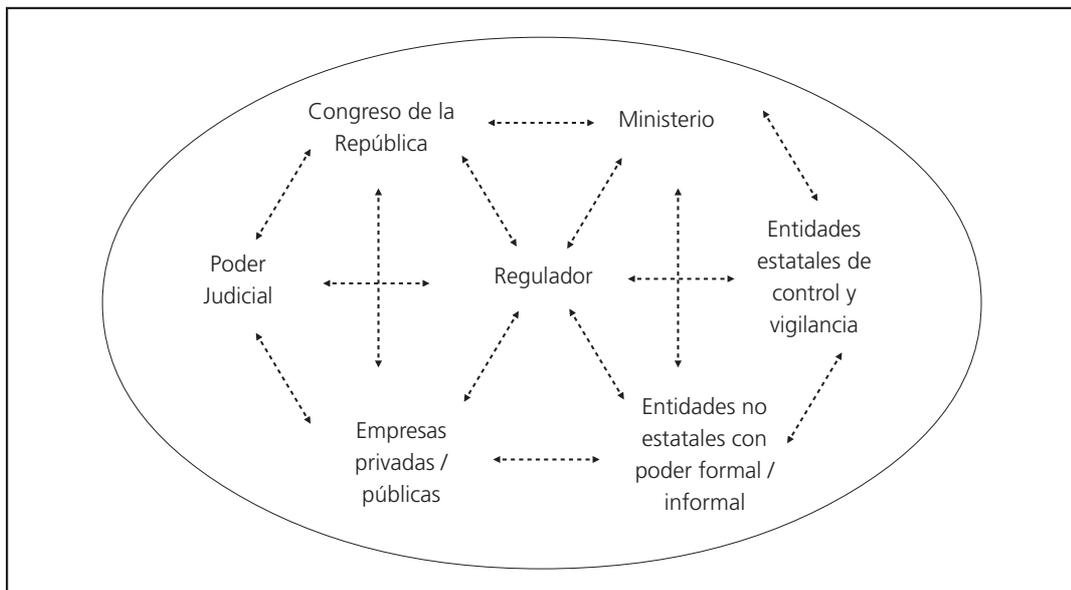 Congreso de la
República
Ministerio
Poder
Judicial
Regulador
Entidades
estatales de
control y
vigilancia
Empresas
privadas /
públicas
Entidades no
estatales con
poder formal /
informal